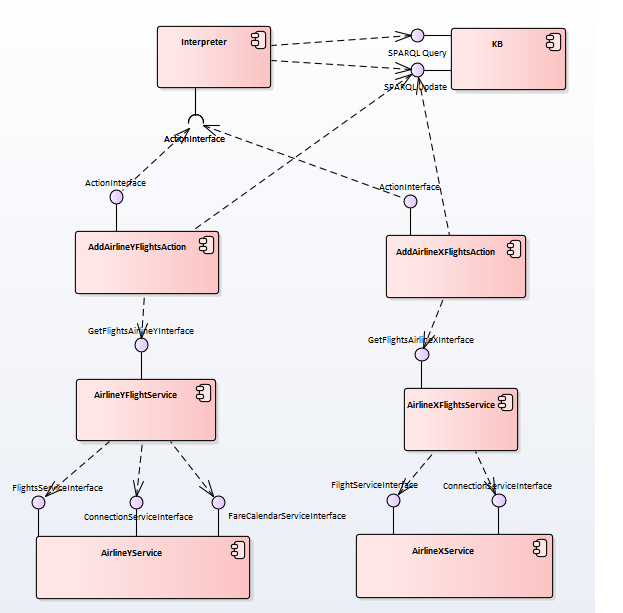 Interpreter
KB
SPARQL Query
SPARQL Update
ActionInterface
ActionInterface
ActionInterface
AddAirlineYFlightsAction
AddAirlineXFlightsAction
GetFlightsAirlineYInterface
GetFlightsAirlineXInterface
AirlineYFlightService
AirlineXFlightsService
FlightsServiceInterface
ConnectionServiceInterface
FareCalendarServiceInterface
FilghtServiceInterface
ConnectionServiceInterface
AirlineYService
AirlineXService